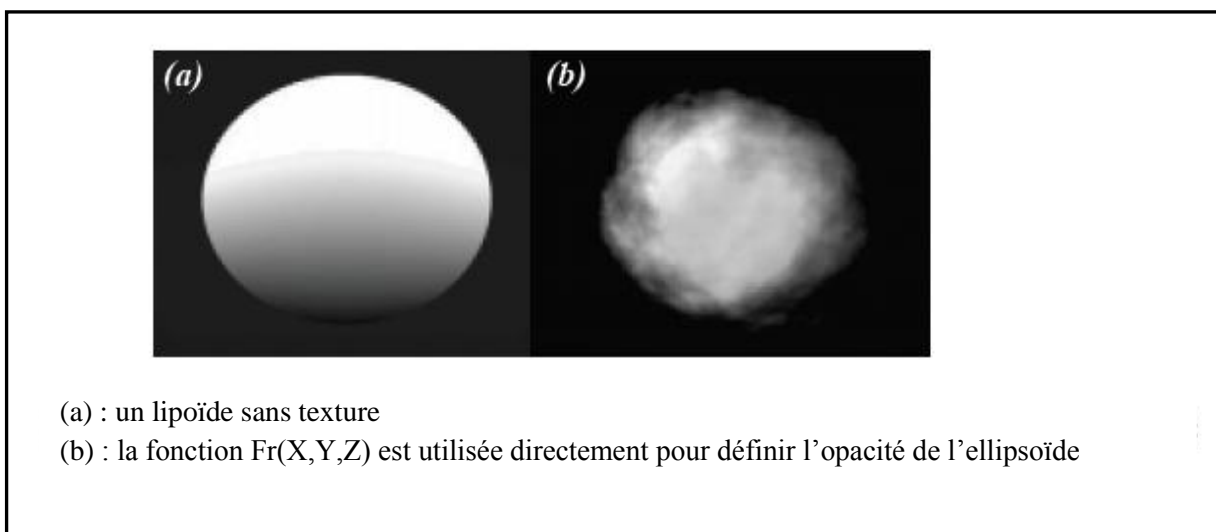 (a) (b)
(a) : un lipoïde sans texture
(b) : la fonction Fr(X,Y,Z) est utilisée directement pour définir l’opacité de l’ellipsoïde